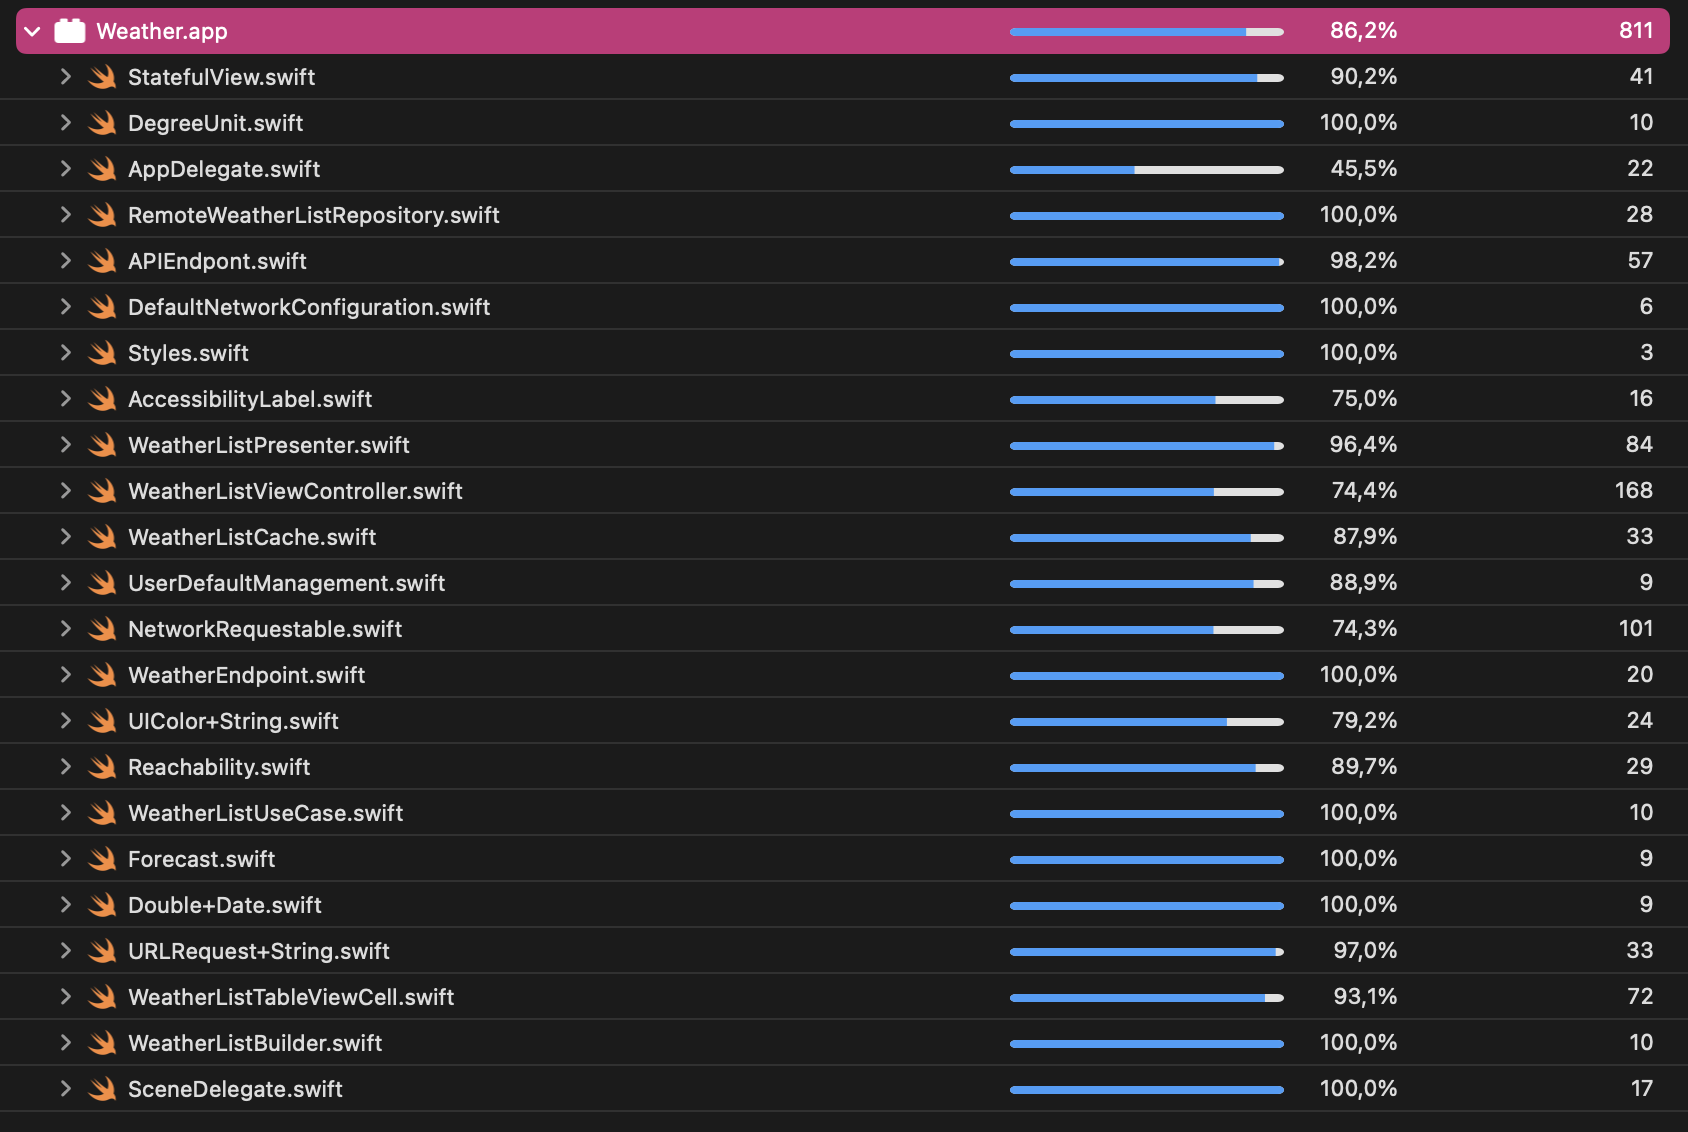 Weather.app 86,2% 811
StatefulView.swift 90,2% 41
DegreeUnit.swift 100,0% 10
AppDelegate.swift 45,5% 22
RemoteWeatherListRepository.swift 100,0% 28
APIEndpont.swift 98,2% 57
DefaultNetworkConfiguration.swift 100,0% 6
Styles.swift 100,0% 3
AccessibilityLabel.swift 75,0% 16
WeatherListPresenter.swift 96,4% 84
WeatherListViewController.swift 74,4% 168
WeatherListCache.swift 87,9% 33
UserDefaultManagement.swift 88,9% 9
NetworkRequestable.swift 74,3% 101
WeatherEndpoint.swift 100,0% 20
UIColor+String.swift 79,2% 24
Reachability.swift 89,7% 29
WeatherListUseCase.swift 100,0% 10
Forecast.swift 100,0% 9
Double+Date.swift 100,0% 9
URLRequest+String.swift 97,0% 33
WeatherListTableViewCell.swift 93,1% 72
WeatherListBuilder.swift 100,0% 10
SceneDelegate.swift 100,0% 17